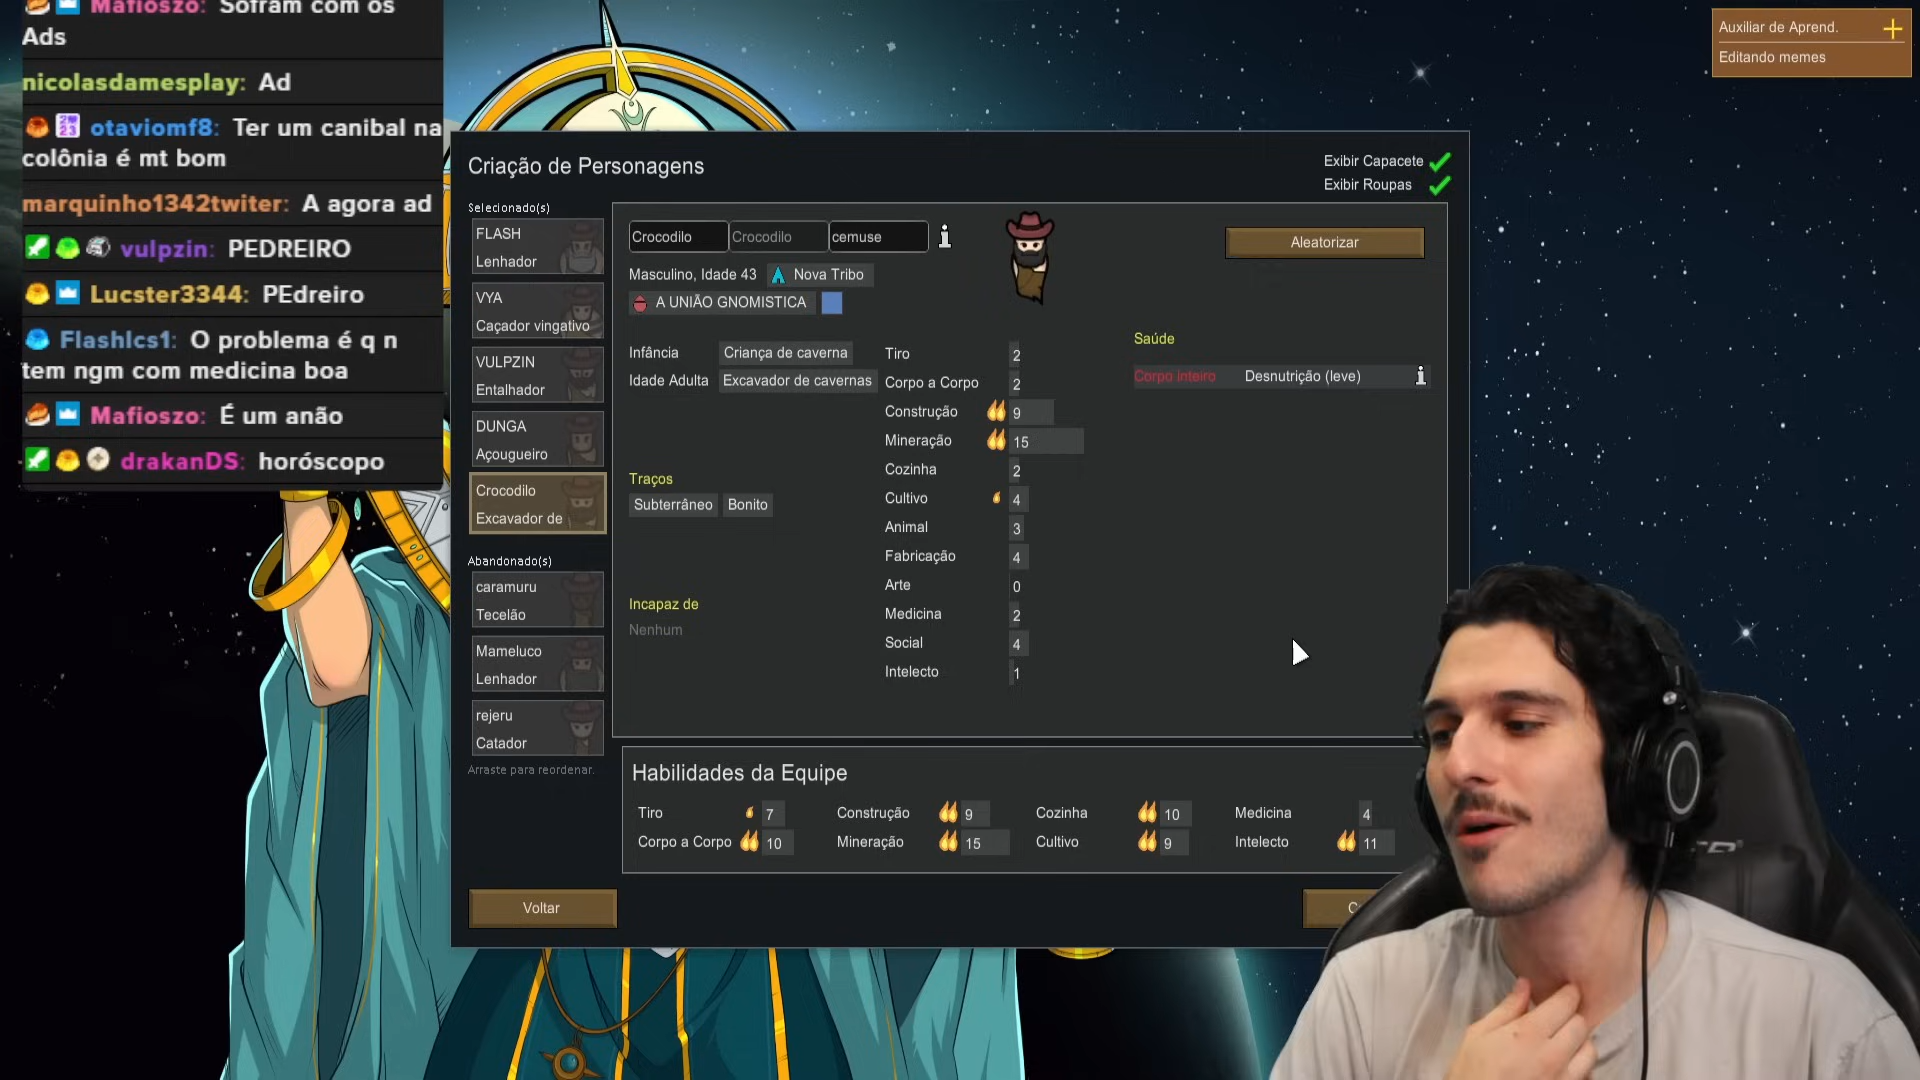 Mafioszo: Sofram com os
Ads
nicolasdamesplay: Ad
otaviomf8: Ter um canibal na
colônia é mt bom
marquinho1342twiter: A agora ad
vulpzin: PEDREIRO
Lucster3344: PEdreiro
Flashlcs1: O problema é q n
tem ngm com medicina boa
Mafioszo: É um anão
drakanDS: horóscopo
Auxiliar de Aprend.
Editando memes
Criação de Personagens
Exibir Capacete
Exibir Roupas
Selecionado(s)
FLASH
Lenhador
VYA
Caçador vingativo
VULPZIN
Entalhador
DUNGA
Açougueiro
Crocodilo
Excavador de
Abandonado(s)
caramuru
Tecelão
Mameluco
Lenhador
rejeru
Catador
Arraste para reordenar.
Crocodilo Crocodilo cemuse
Aleatorizar
Masculino, Idade 43 Nova Tribo
A UNIÃO GNOMISTICA
Infância Criança de caverna
Idade Adulta Excavador de cavernas
Traços
Subterrâneo Bonito
Incapaz de
Nenhum
Tiro 2
Corpo a Corpo 2
Construção 9
Mineração 15
Cozinha 2
Cultivo 4
Animal 3
Fabricação 4
Arte 0
Medicina 2
Social 4
Intelecto 1
Saúde
Corpo inteiro Desnutrição (leve)
Habilidades da Equipe
Tiro 7 Construção 9 Cozinha 10 Medicina 4
Corpo a Corpo 10 Mineração 15 Cultivo 9 Intelecto 11
Voltar